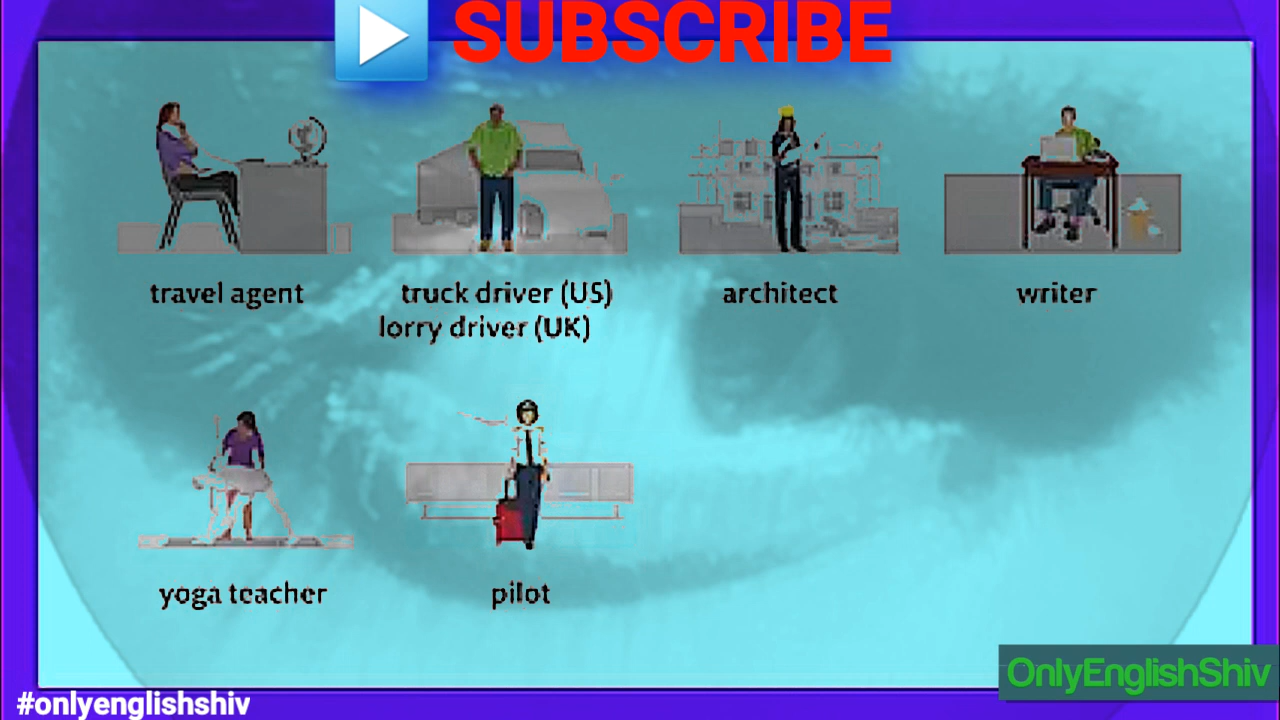 SUBSCRIBE
travel agent
truck driver (US)
lorry driver (UK)
architect
writer
yoga teacher
pilot
OnlyEnglishShiv
#onlyenglishshiv